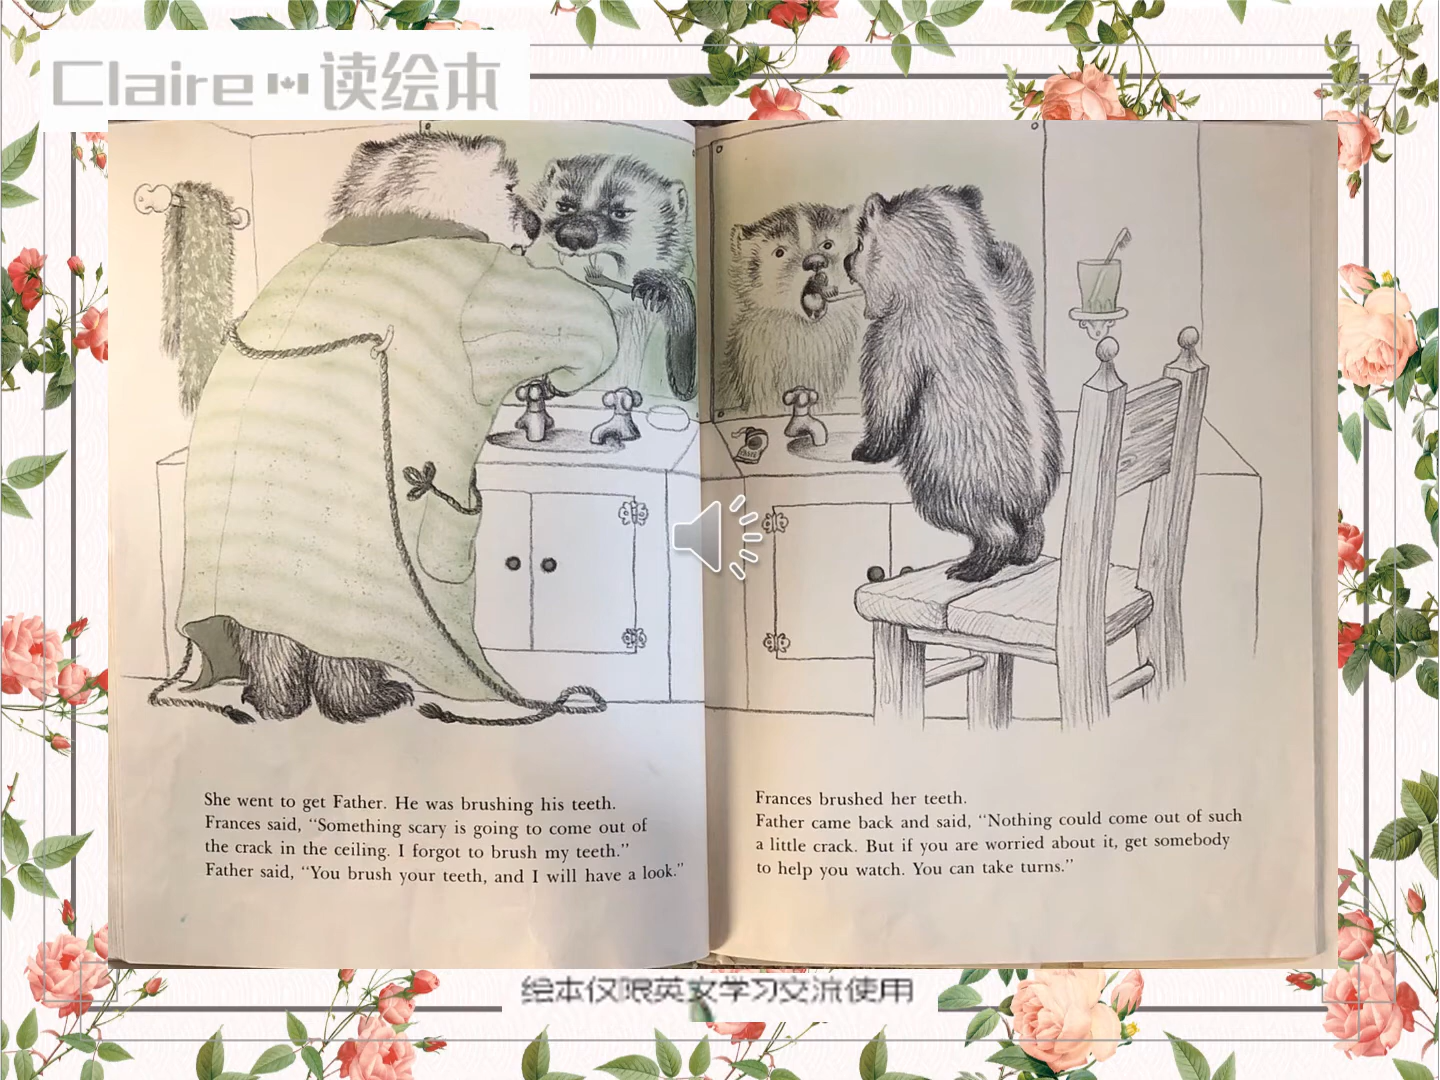 Claire 读绘本
She went to get Father. He was brushing his teeth.
Frances said, “Something scary is going to come out of
the crack in the ceiling. I forgot to brush my teeth.”
Father said, “You brush your teeth, and I will have a look.”
Frances brushed her teeth.
Father came back and said, “Nothing could come out of such
a little crack. But if you are worried about it, get somebody
to help you watch. You can take turns.”
绘本仅限英文学习交流使用